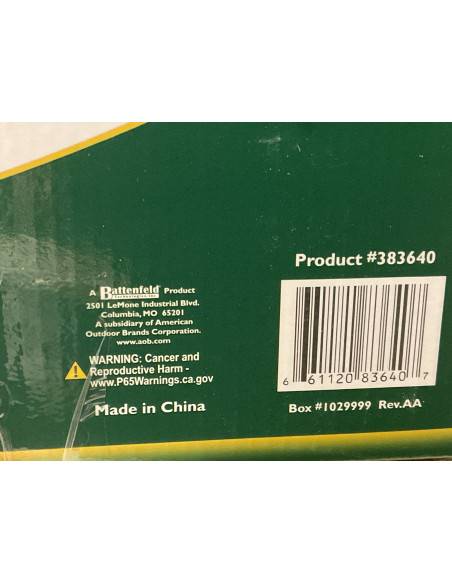 A Battenfeld Product
2501 LeMone Industrial Blvd.
Columbia, MO 65201
A subsidiary of American
Outdoor Brands Corporation.
www.aob.com
WARNING: Cancer and
Reproductive Harm -
www.P65Warnings.ca.gov
Made in China
Product #383640
6 61120 83640 7
Box #1029999 Rev.AA